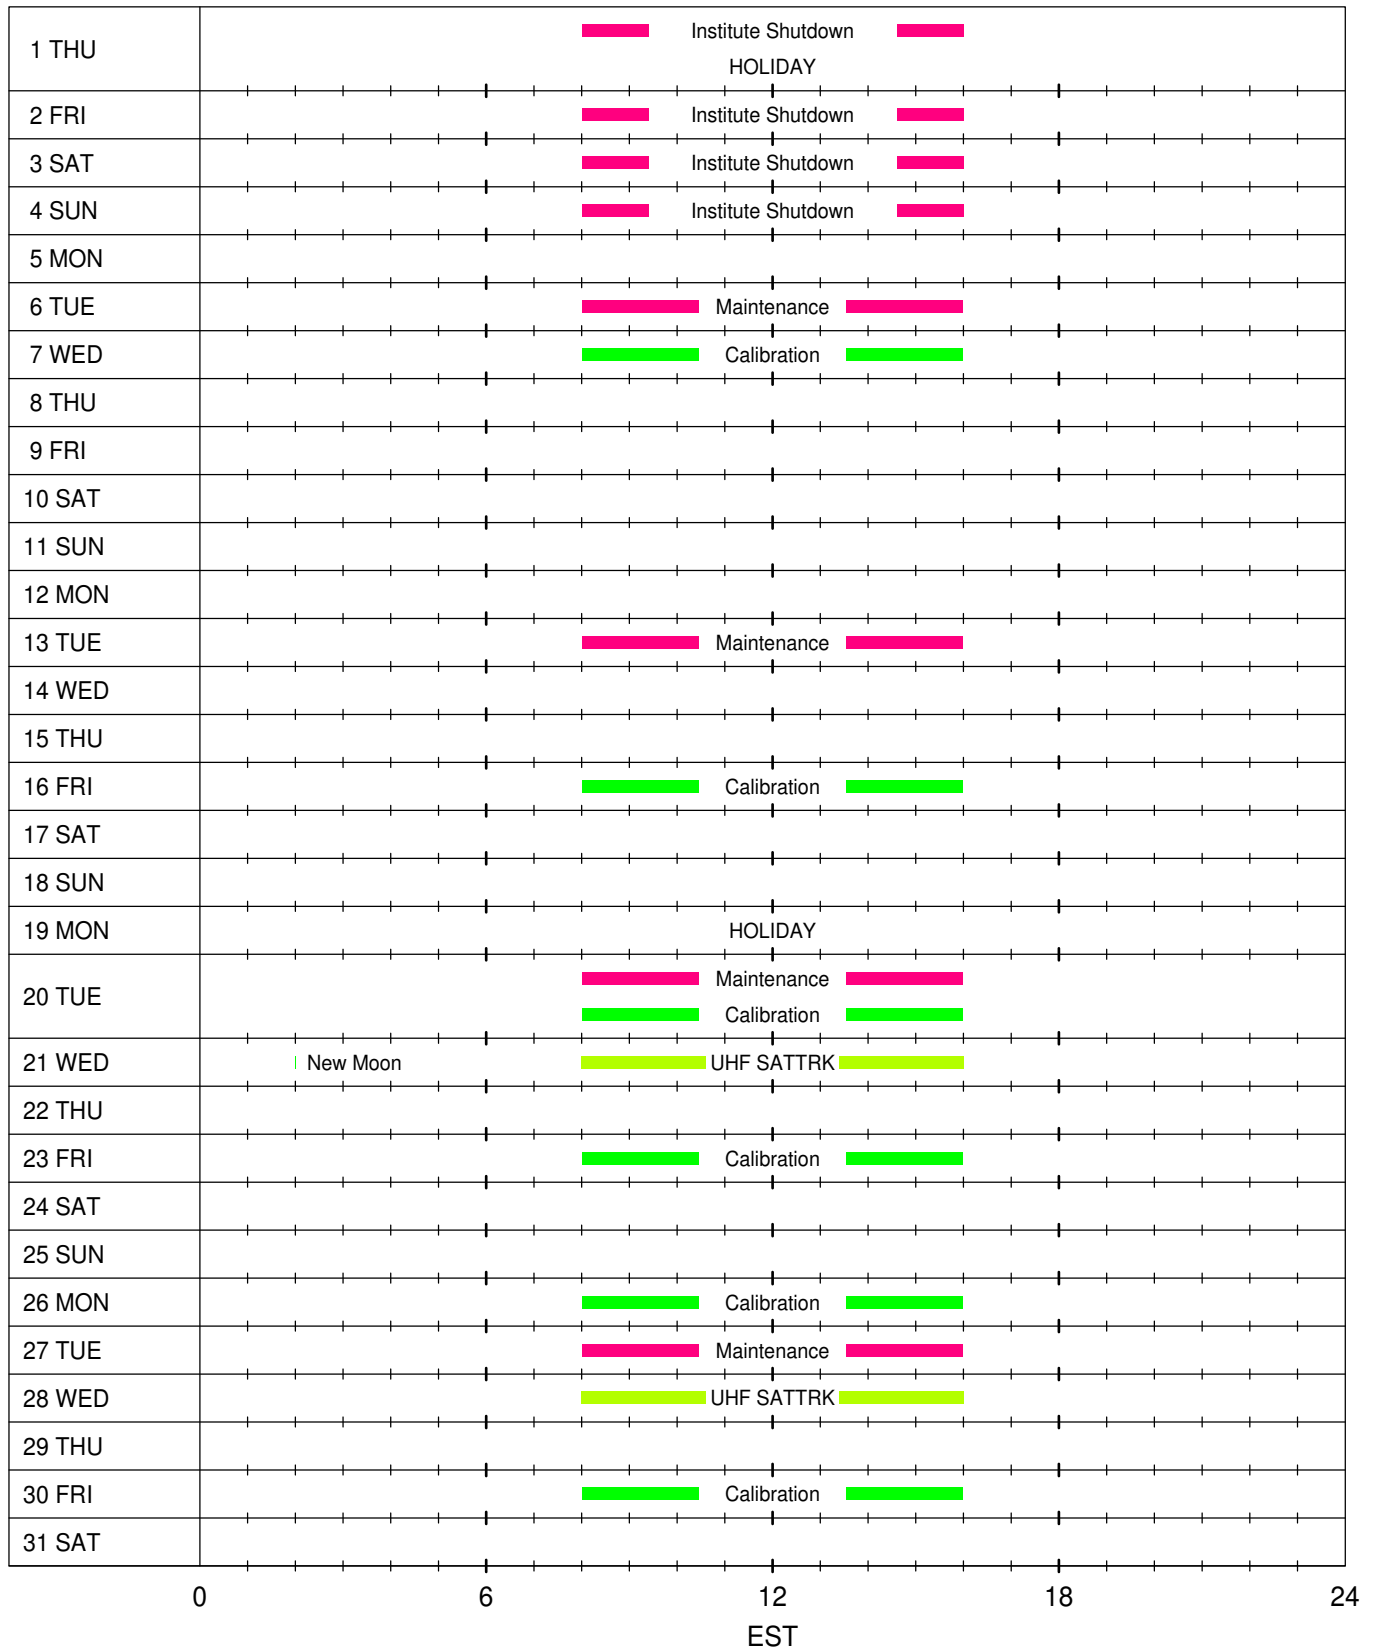 1 THU Institute Shutdown
HOLIDAY
2 FRI Institute Shutdown
3 SAT Institute Shutdown
4 SUN Institute Shutdown
5 MON
6 TUE Maintenance
7 WED Calibration
8 THU
9 FRI
10 SAT
11 SUN
12 MON
13 TUE Maintenance
14 WED
15 THU
16 FRI Calibration
17 SAT
18 SUN
19 MON HOLIDAY
20 TUE Maintenance
Calibration
21 WED New Moon UHF SATTRK
22 THU
23 FRI Calibration
24 SAT
25 SUN
26 MON Calibration
27 TUE Maintenance
28 WED UHF SATTRK
29 THU
30 FRI Calibration
31 SAT
0 6 12 18 24
EST